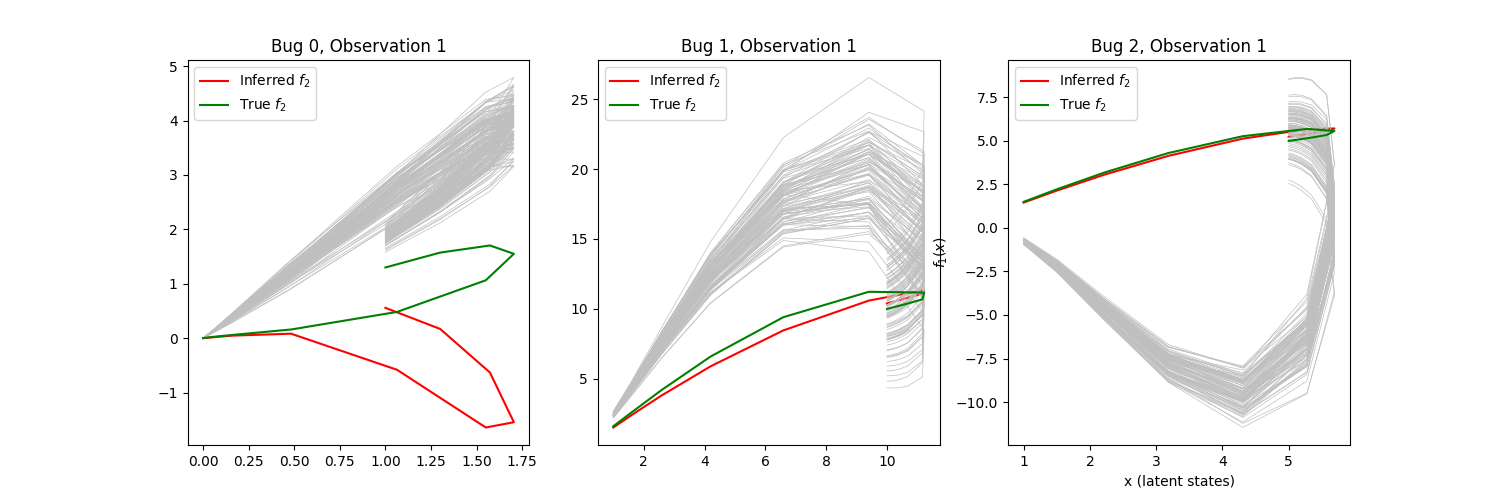 Bug 0, Observation 1
Inferred f₂
True f₂
5
4
3
2
1
0
−1
0.00 0.25 0.50 0.75 1.00 1.25 1.50 1.75
Bug 1, Observation 1
Inferred f₂
True f₂
25
20
15
10
5
2 4 6 8 10
Bug 2, Observation 1
Inferred f₂
True f₂
f₁(x)
7.5
5.0
2.5
0.0
−2.5
−5.0
−7.5
−10.0
1 2 3 4 5
x (latent states)